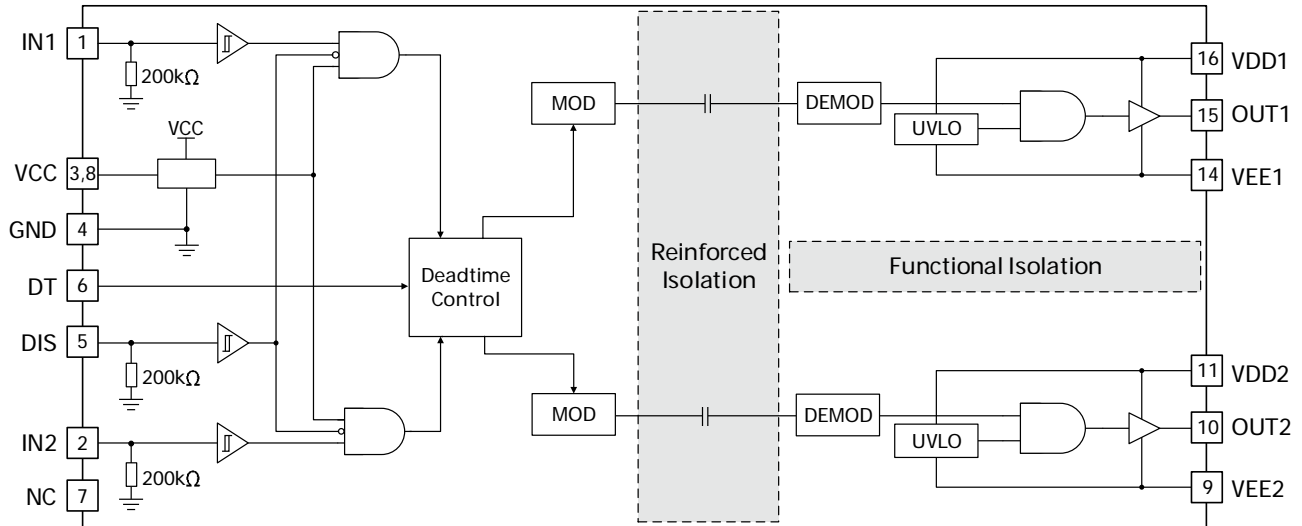 IN1 1
200kΩ
VCC
VCC 3,8
GND 4
DT 6
DIS 5
200kΩ
IN2 2
200kΩ
NC 7
Deadtime
Control
MOD
MOD
Reinforced
Isolation
Functional Isolation
DEMOD
UVLO
16 VDD1
15 OUT1
14 VEE1
DEMOD
UVLO
11 VDD2
10 OUT2
9 VEE2